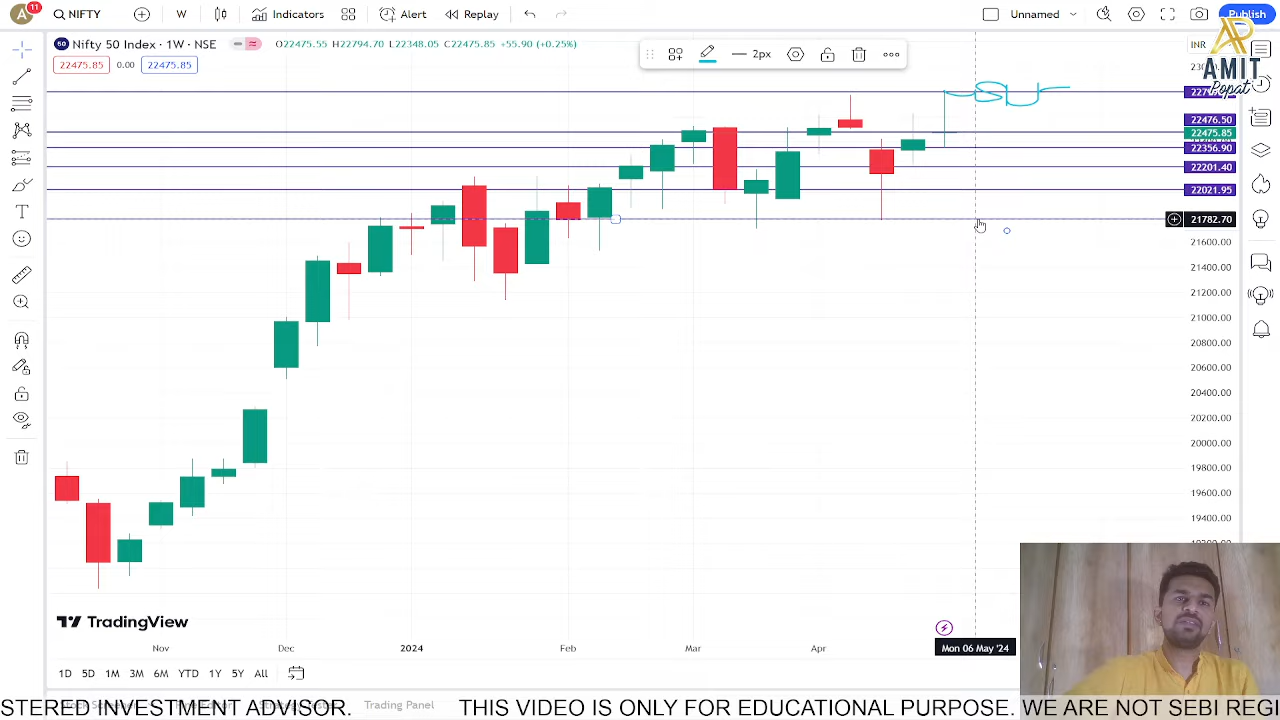 A 11 NIFTY W Indicators Alert Replay Unnamed Publish
50 Nifty 50 Index · 1W · NSE O22475.55 H22794.70 L22348.05 C22475.85 +55.90 (+0.25%) 2px INR
22475.85 0.00 22475.85
AMIT
Popat
SL
22476.50
22475.85
22356.90
22201.40
22021.95
21782.70
21600.00
21400.00
21200.00
21000.00
20800.00
20600.00
20400.00
20200.00
20000.00
19800.00
19600.00
19400.00
TradingView
Nov Dec 2024 Feb Mar Apr Mon 06 May '24
1D 5D 1M 3M 6M YTD 1Y 5Y All
Trading Panel
STERED INVESTMENT ADVISOR. THIS VIDEO IS ONLY FOR EDUCATIONAL PURPOSE. WE ARE NOT SEBI REGI